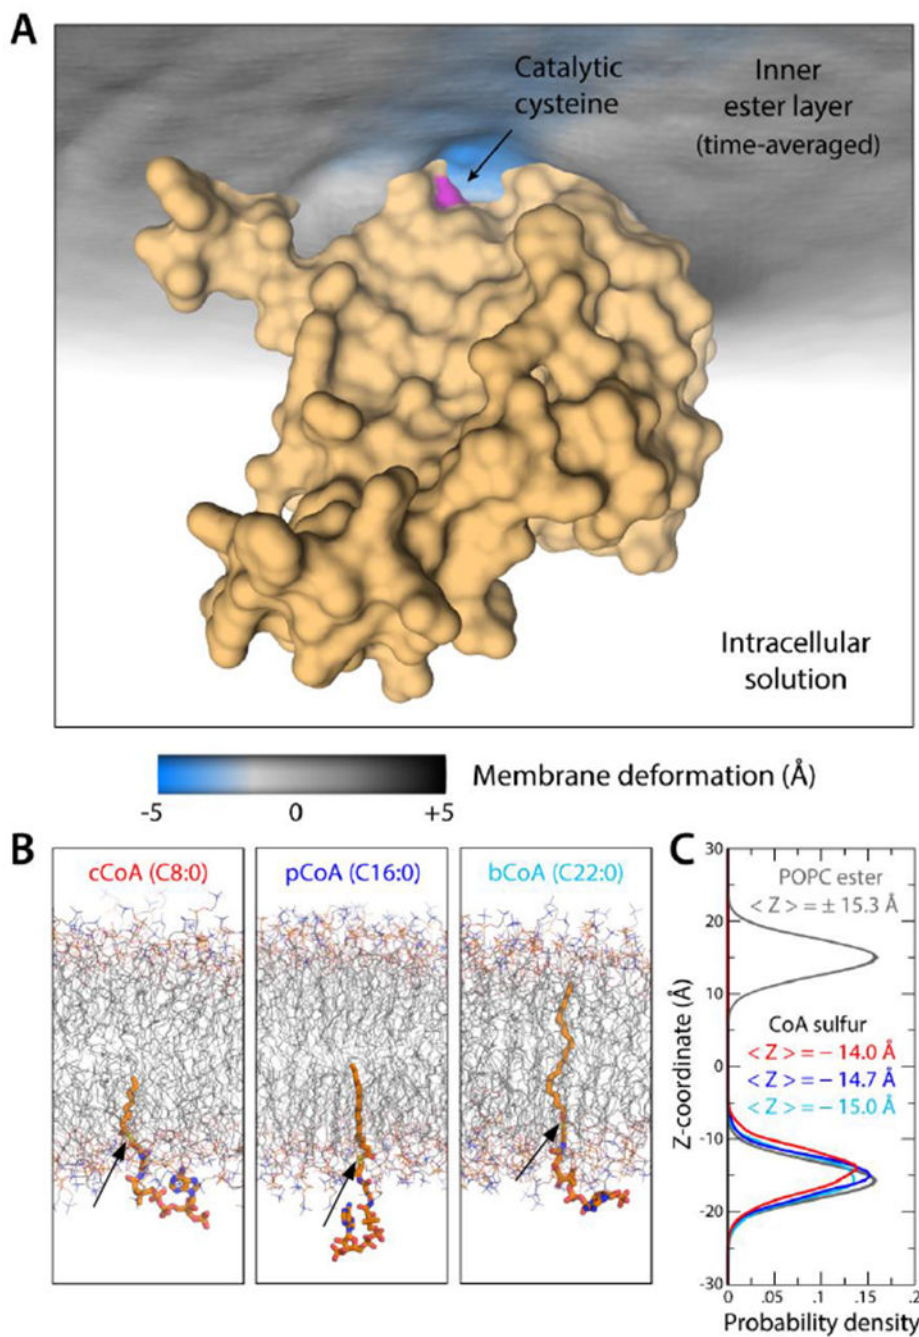 A
Catalytic
cysteine
Inner
ester layer
(time-averaged)
Intracellular
solution
Membrane deformation (Å)
-5
0
+5
B
cCoA (C8:0)
pCoA (C16:0)
bCoA (C22:0)
C
30
20
10
0
-10
-20
-30
Z-coordinate (Å)
POPC ester
< Z > = ± 15.3 Å
CoA sulfur
< Z > = − 14.0 Å
< Z > = − 14.7 Å
< Z > = − 15.0 Å
0
.05
.1
.15
.2
Probability density